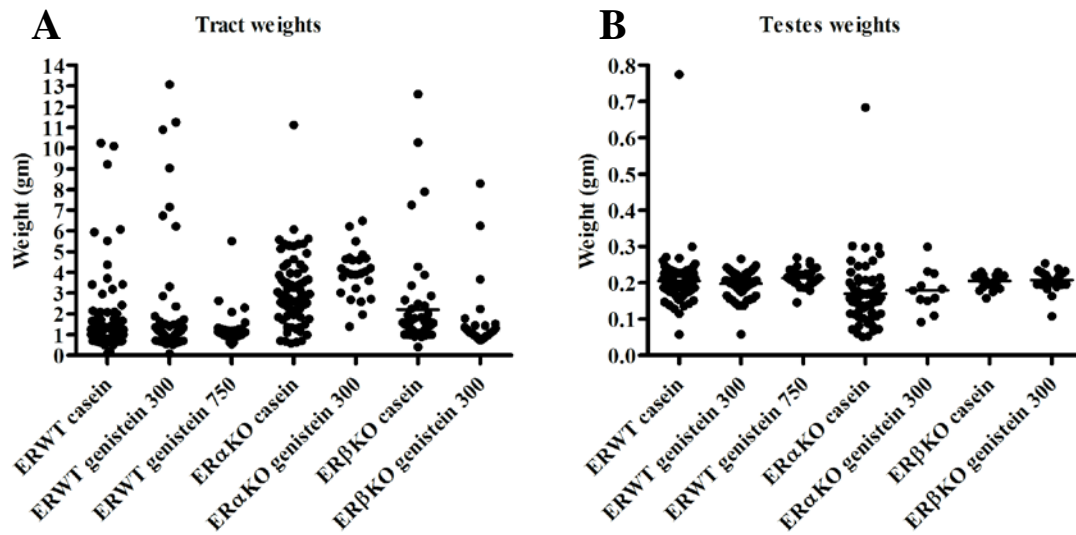 A
Tract weights
Weight (gm)
14
13
12
11
10
9
8
7
6
5
4
3
2
1
0
ERWT casein
ERWT genistein 300
ERWT genistein 750
ERαKO casein
ERαKO genistein 300
ERβKO casein
ERβKO genistein 300
B
Testes weights
Weight (gm)
0.8
0.7
0.6
0.5
0.4
0.3
0.2
0.1
0.0
ERWT casein
ERWT genistein 300
ERWT genistein 750
ERαKO casein
ERαKO genistein 300
ERβKO casein
ERβKO genistein 300